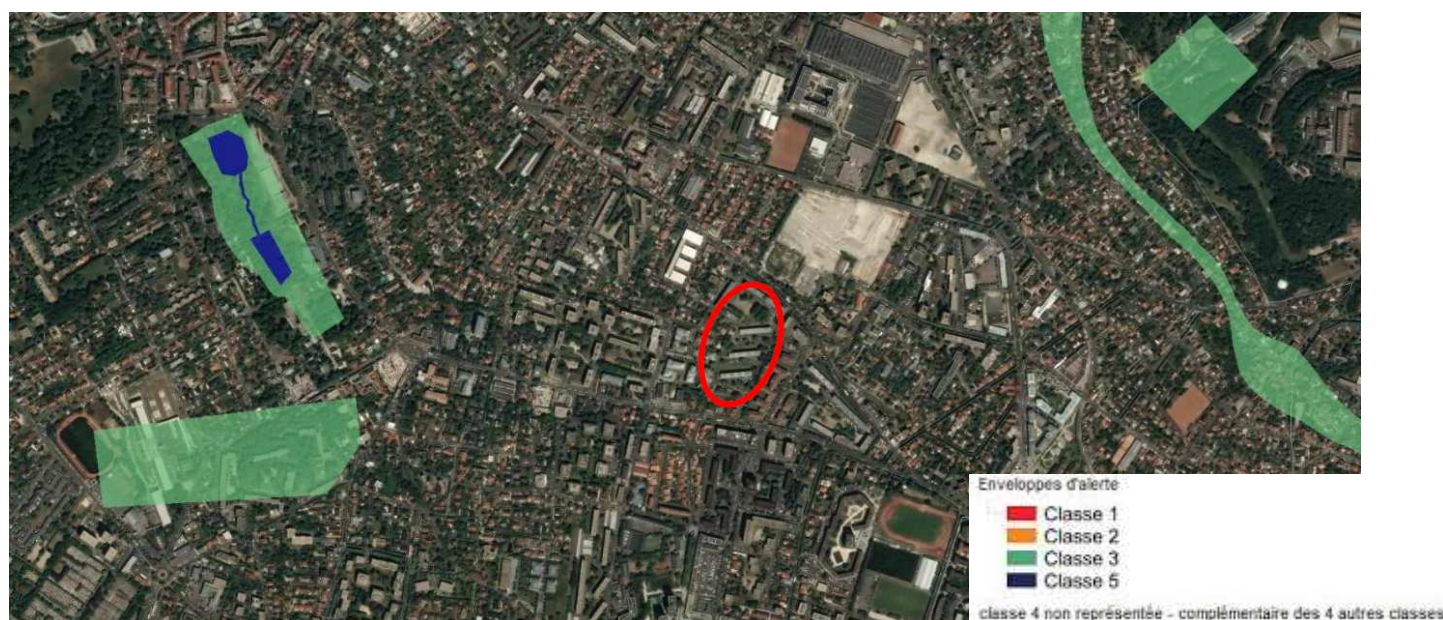 Enveloppes d'alerte
Classe 1
Classe 2
Classe 3
Classe 5
classe 4 non représentée - complémentaire des 4 autres classes